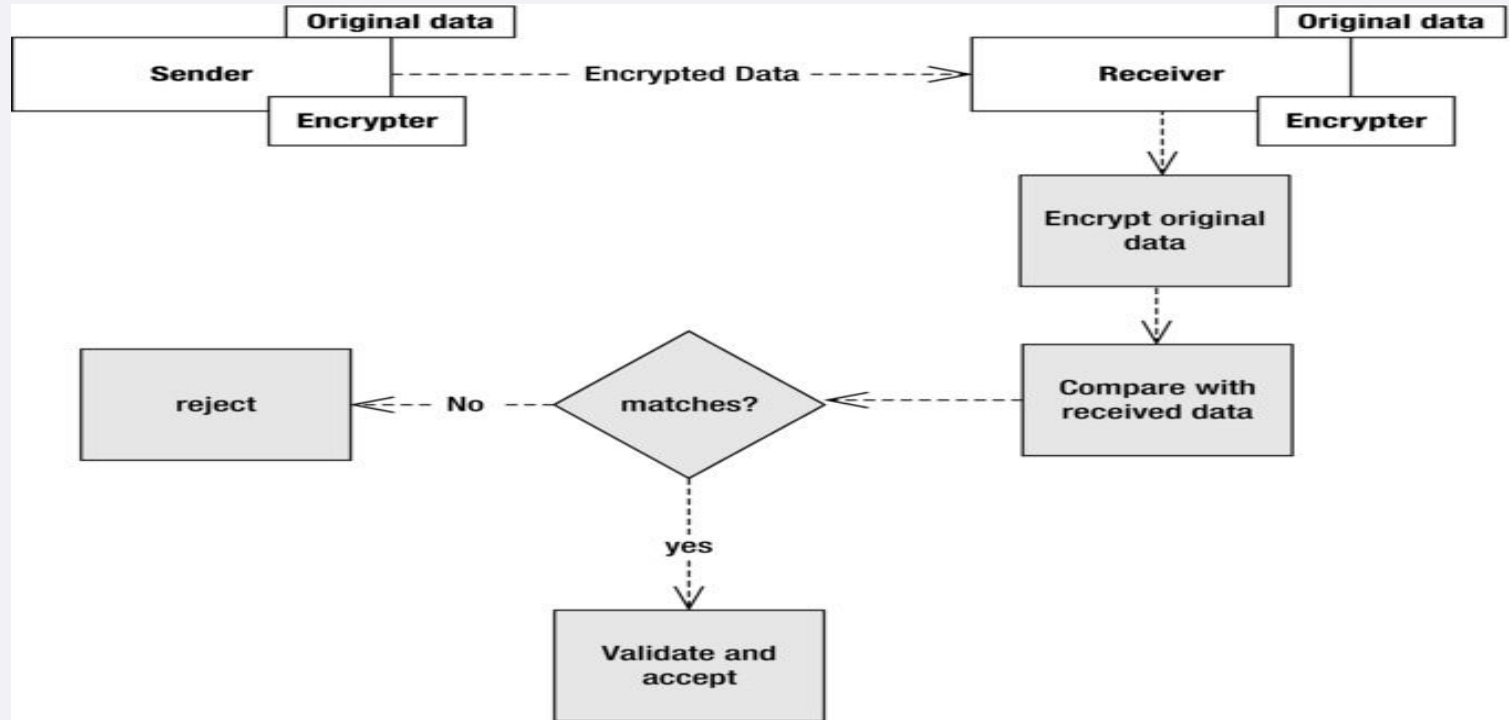 Original data
Original data
Sender
Encrypted Data
Receiver
Encrypter
Encrypter
Encrypt original
data
Compare with
received data
matches?
No
reject
yes
Validate and
accept